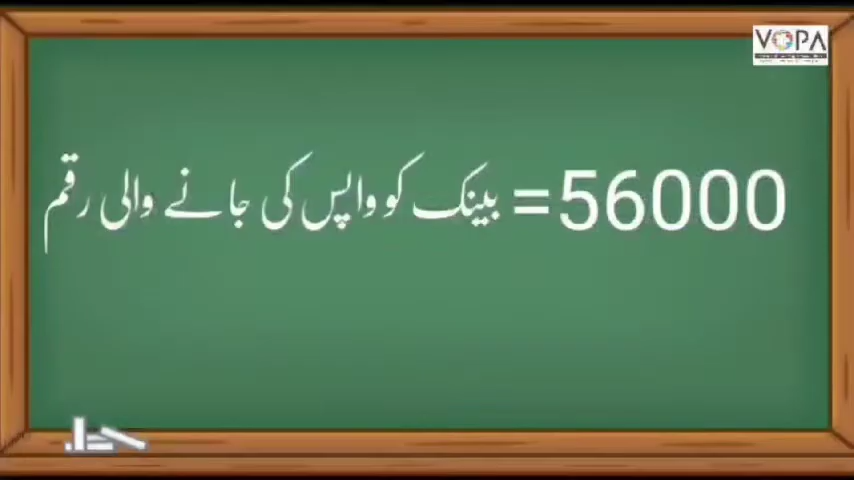 VOPA
56000= بینک کو واپس کی جانے والی رقم